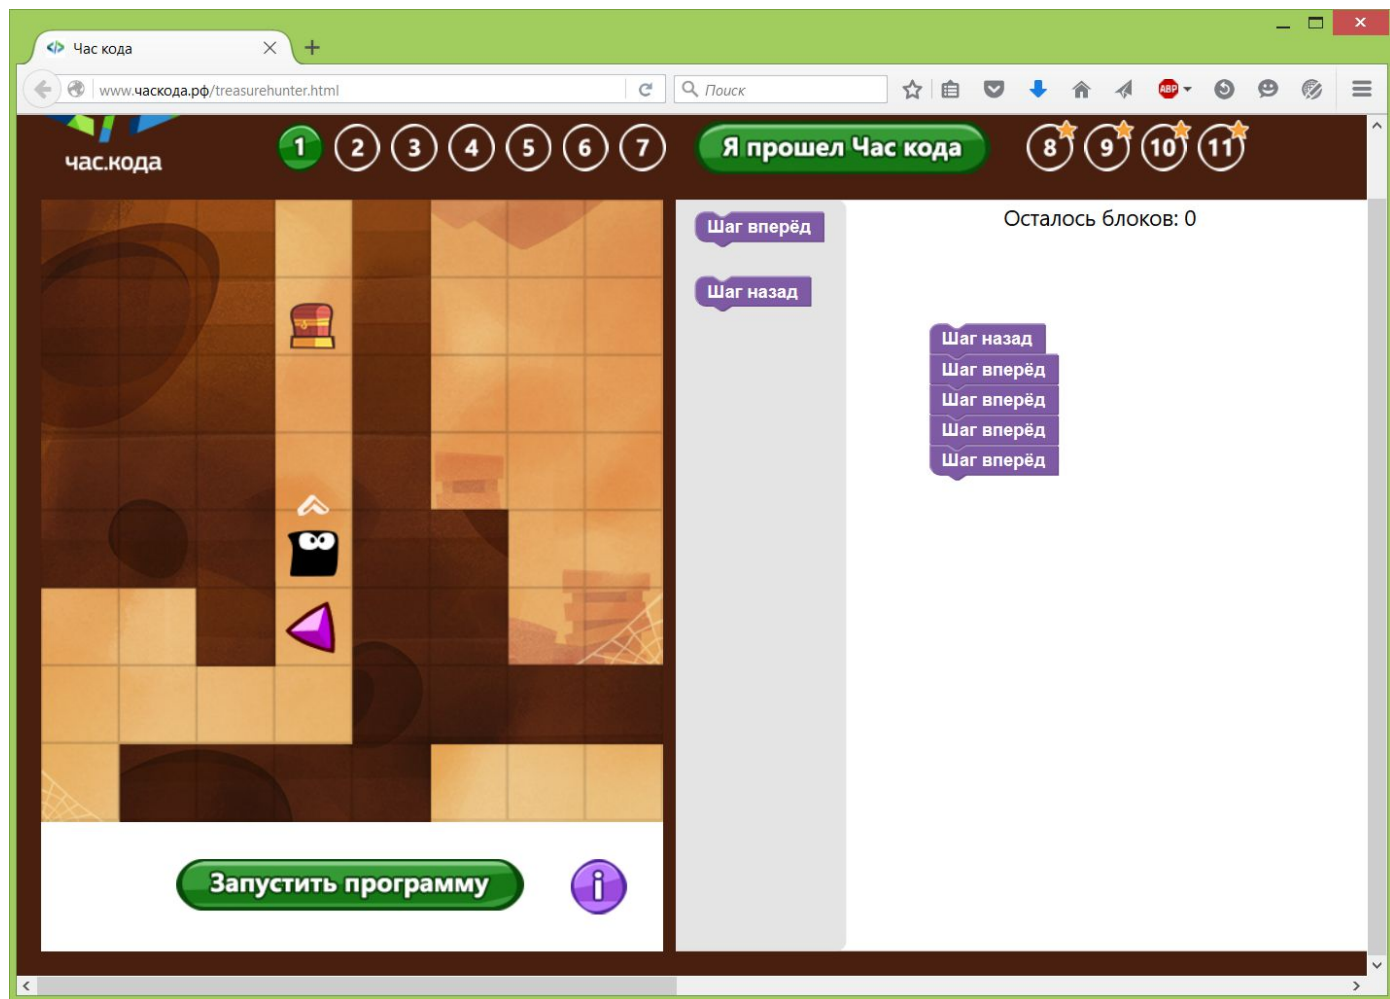 Час кода
www.часкода.рф/treasurehunter.html
Поиск
ABP
час.кода
1 2 3 4 5 6 7
Я прошел Час кода
8 9 10 11
Шаг вперёд
Шаг назад
Осталось блоков: 0
Шаг назад
Шаг вперёд
Шаг вперёд
Шаг вперёд
Шаг вперёд
Запустить программу
i